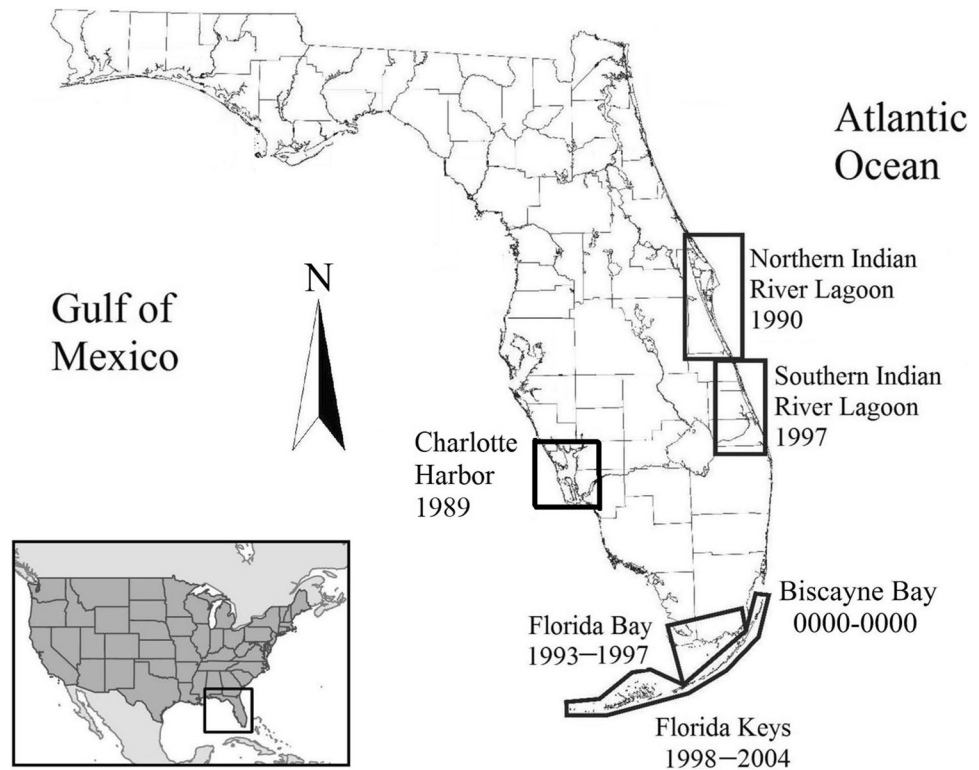 Atlantic
Ocean
Northern Indian
River Lagoon
1990
N
Gulf of
Mexico
Southern Indian
River Lagoon
1997
Charlotte
Harbor
1989
Biscayne Bay
0000-0000
Florida Bay
1993–1997
Florida Keys
1998–2004